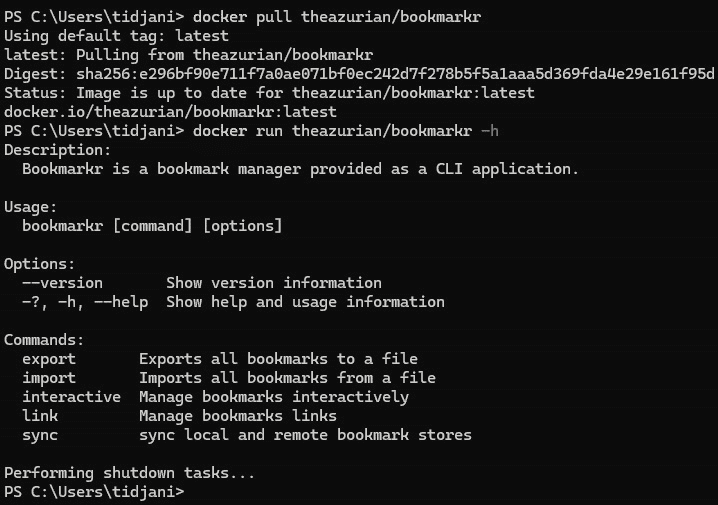 PS C:\Users\tidjani> docker pull theazurian/bookmarkr
Using default tag: latest
latest: Pulling from theazurian/bookmarkr
Digest: sha256:e296bf90e711f7a0ae071bf0ec242d7f278b5f5a1aaa5d369fda4e29e161f95d
Status: Image is up to date for theazurian/bookmarkr:latest
docker.io/theazurian/bookmarkr:latest
PS C:\Users\tidjani> docker run theazurian/bookmarkr -h
Description:
  Bookmarkr is a bookmark manager provided as a CLI application.

Usage:
  bookmarkr [command] [options]

Options:
  --version       Show version information
  -?, -h, --help  Show help and usage information

Commands:
  export       Exports all bookmarks to a file
  import       Imports all bookmarks from a file
  interactive  Manage bookmarks interactively
  link         Manage bookmarks links
  sync         sync local and remote bookmark stores

Performing shutdown tasks...
PS C:\Users\tidjani>